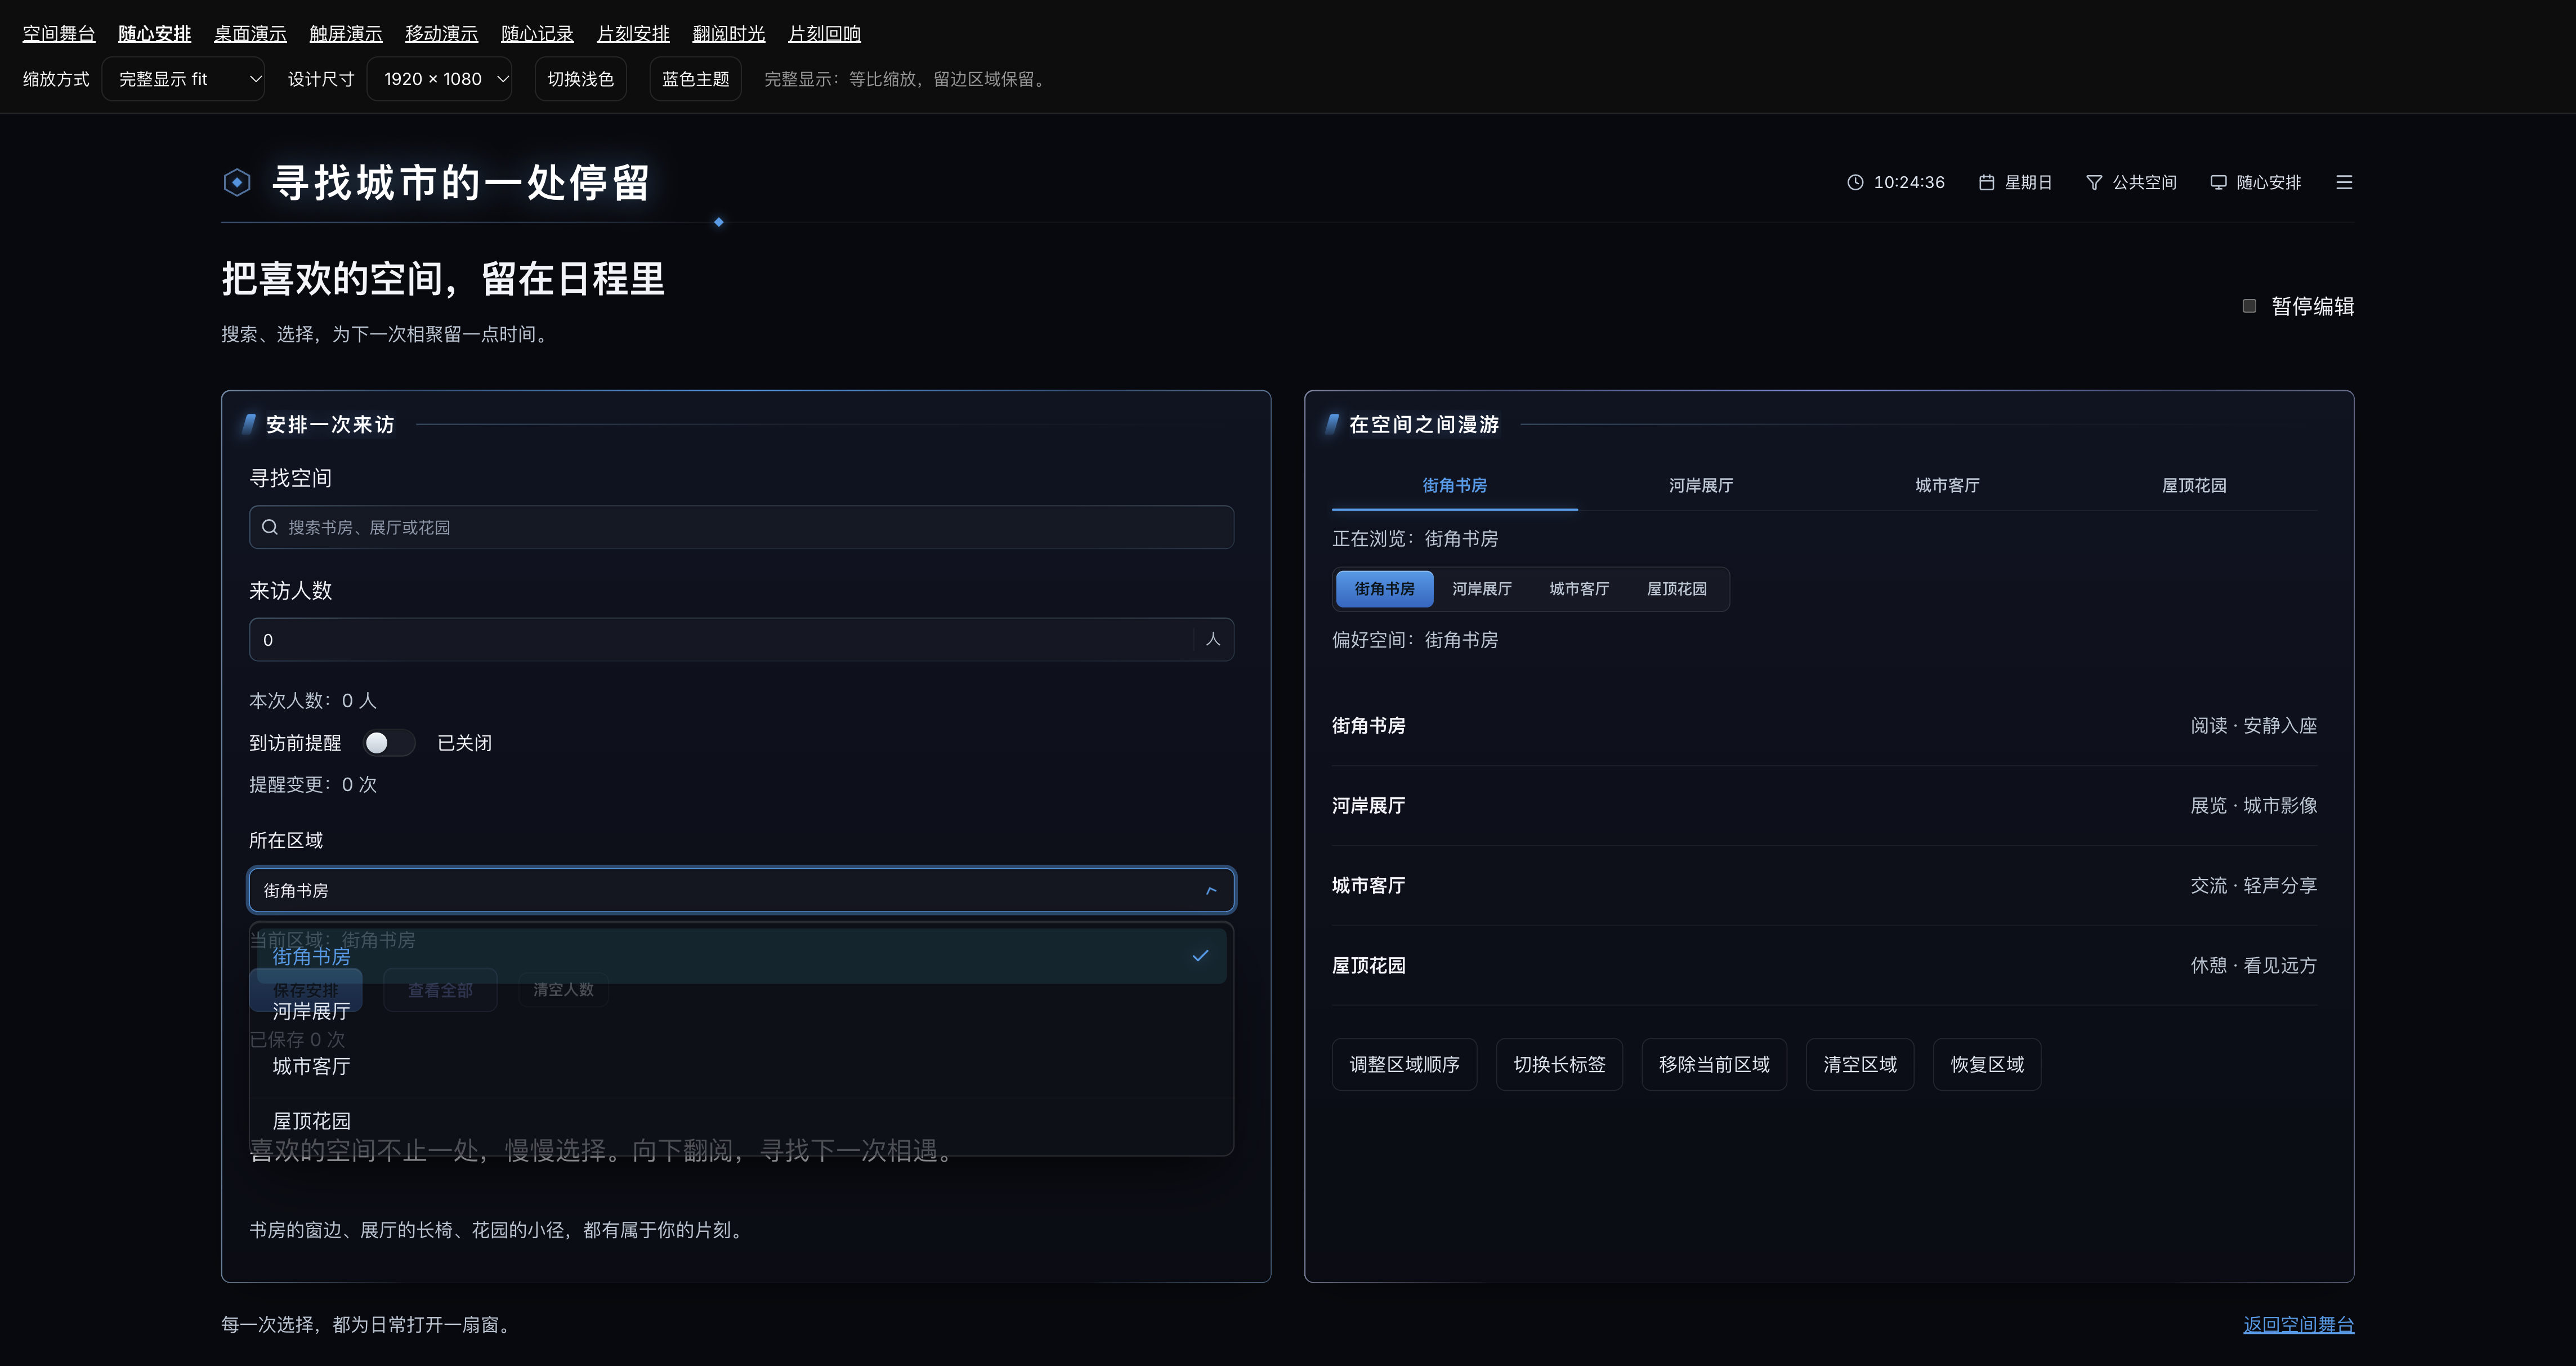 空间舞台 随心安排 桌面演示 触屏演示 移动演示 随心记录 片刻安排 翻阅时光 片刻回响
缩放方式 完整显示 fit 设计尺寸 1920 × 1080 切换浅色 蓝色主题 完整显示：等比缩放，留边区域保留。
寻找城市的一处停留
10:24:36 星期日 公共空间 随心安排
把喜欢的空间，留在日程里
搜索、选择，为下一次相聚留一点时间。
暂停编辑
安排一次来访
寻找空间
搜索书房、展厅或花园
来访人数
0 人
本次人数：0 人
到访前提醒 已关闭
提醒变更：0 次
所在区域
街角书房
当前区域：街角书房
街角书房
保存安排 查看全部 清空人数
河岸展厅
已保存 0 次
城市客厅
屋顶花园
喜欢的空间不止一处，慢慢选择。向下翻阅，寻找下一次相遇。
书房的窗边、展厅的长椅、花园的小径，都有属于你的片刻。
在空间之间漫游
街角书房 河岸展厅 城市客厅 屋顶花园
正在浏览：街角书房
街角书房 河岸展厅 城市客厅 屋顶花园
偏好空间：街角书房
街角书房 阅读 · 安静入座
河岸展厅 展览 · 城市影像
城市客厅 交流 · 轻声分享
屋顶花园 休憩 · 看见远方
调整区域顺序 切换长标签 移除当前区域 清空区域 恢复区域
每一次选择，都为日常打开一扇窗。
返回空间舞台